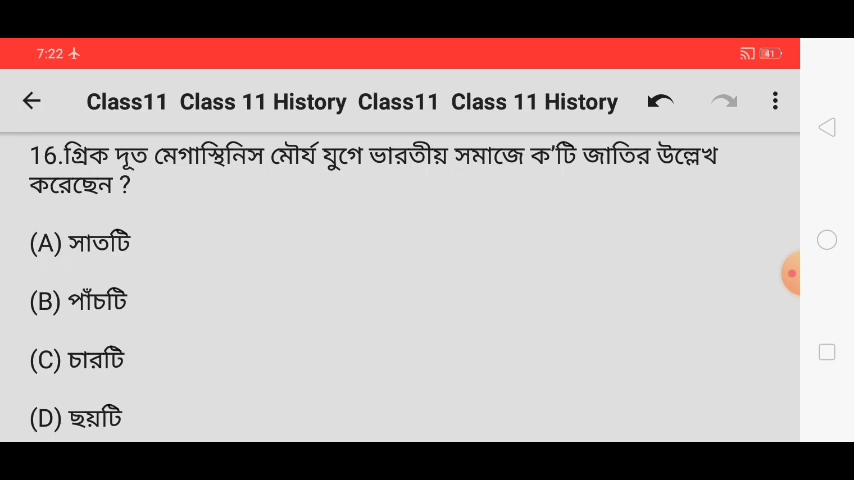 7:22
41
Class11 Class 11 History Class11 Class 11 History
16.গ্রিক দূত মেগাস্থিনিস মৌর্য যুগে ভারতীয় সমাজে ক'টি জাতির উল্লেখ
করেছেন ?
(A) সাতটি
(B) পাঁচটি
(C) চারটি
(D) ছয়টি